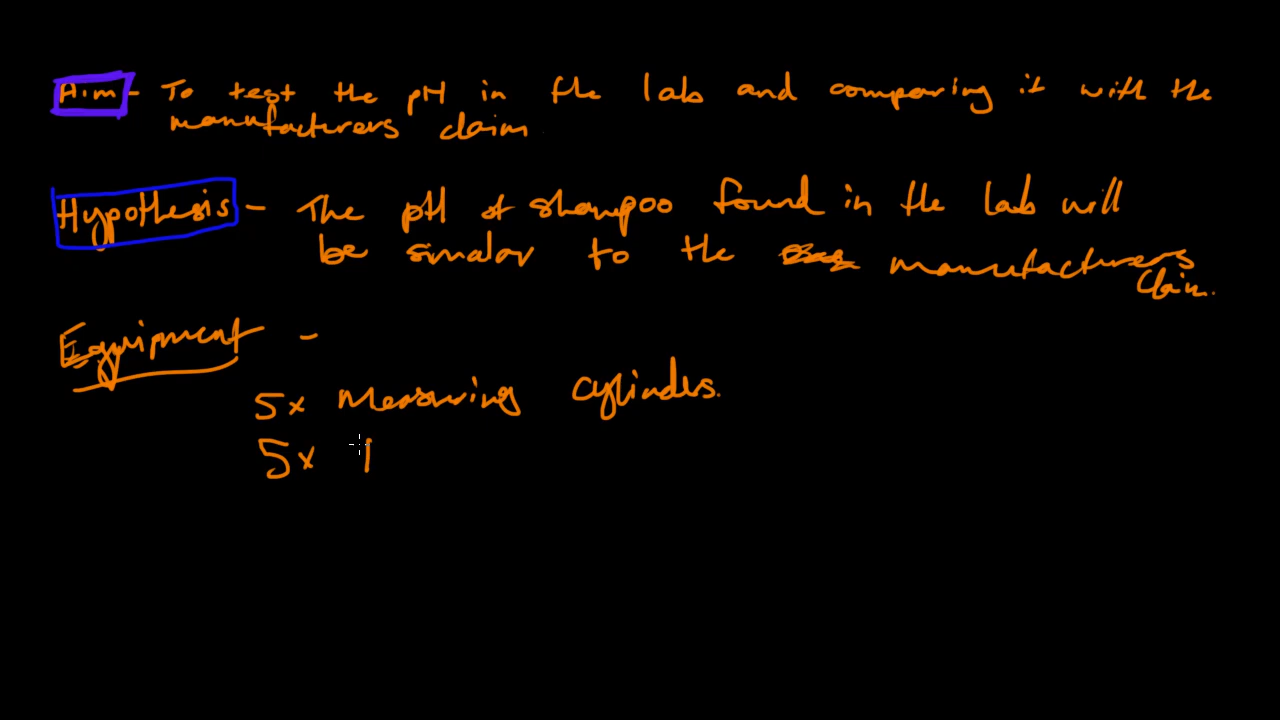 Aim - To test the pH in the lab and comparing it with the
manufacturers claim.
Hypothesis - The pH of shampoo found in the lab will
be similar to the manufacturers
claim.
Equipment -
5x Measuring cylinders.
5x